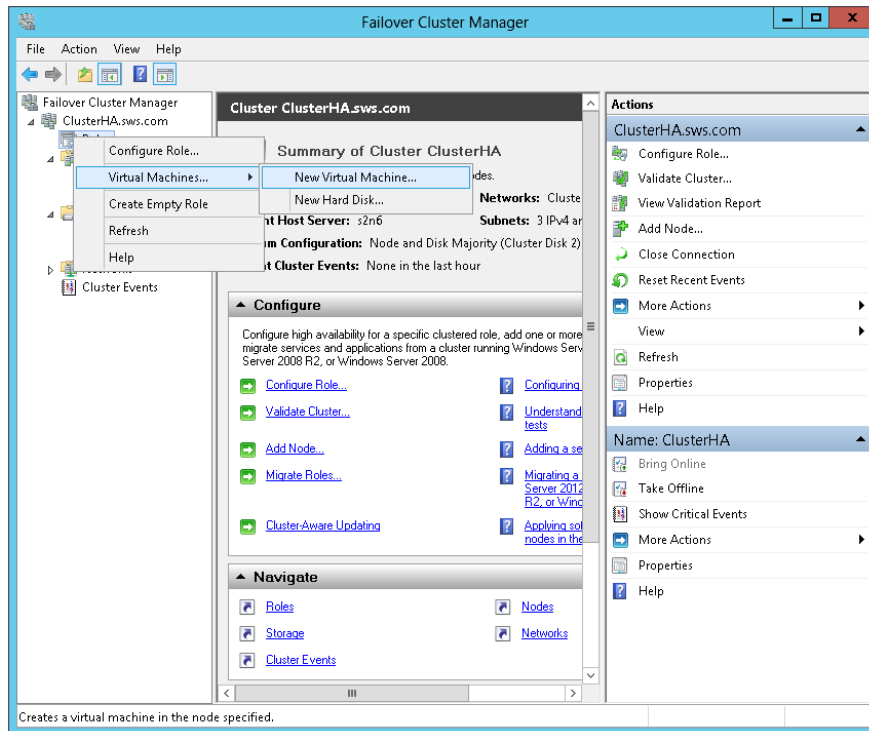 Failover Cluster Manager
File Action View Help
Failover Cluster Manager
ClusterHA.sws.com
Configure Role...
Virtual Machines...
Create Empty Role
Refresh
Help
New Virtual Machine...
New Hard Disk...
Cluster Events
Cluster ClusterHA.sws.com
Summary of Cluster ClusterHA
Networks: Cluste
nt Host Server: s2n6 Subnets: 3 IPv4 ar
m Configuration: Node and Disk Majority (Cluster Disk 2)
t Cluster Events: None in the last hour
Configure
Configure high availability for a specific clustered role, add one or more
migrate services and applications from a cluster running Windows Serv
Server 2008 R2, or Windows Server 2008.
Configure Role... Configuring
Validate Cluster... Understand
tests
Add Node... Adding a se
Migrate Roles... Migrating a
Server 2012
R2, or Wind
Cluster-Aware Updating Applying sof
nodes in the
Navigate
Roles Nodes
Storage Networks
Cluster Events
Actions
ClusterHA.sws.com
Configure Role...
Validate Cluster...
View Validation Report
Add Node...
Close Connection
Reset Recent Events
More Actions
View
Refresh
Properties
Help
Name: ClusterHA
Bring Online
Take Offline
Show Critical Events
More Actions
Properties
Help
Creates a virtual machine in the node specified.